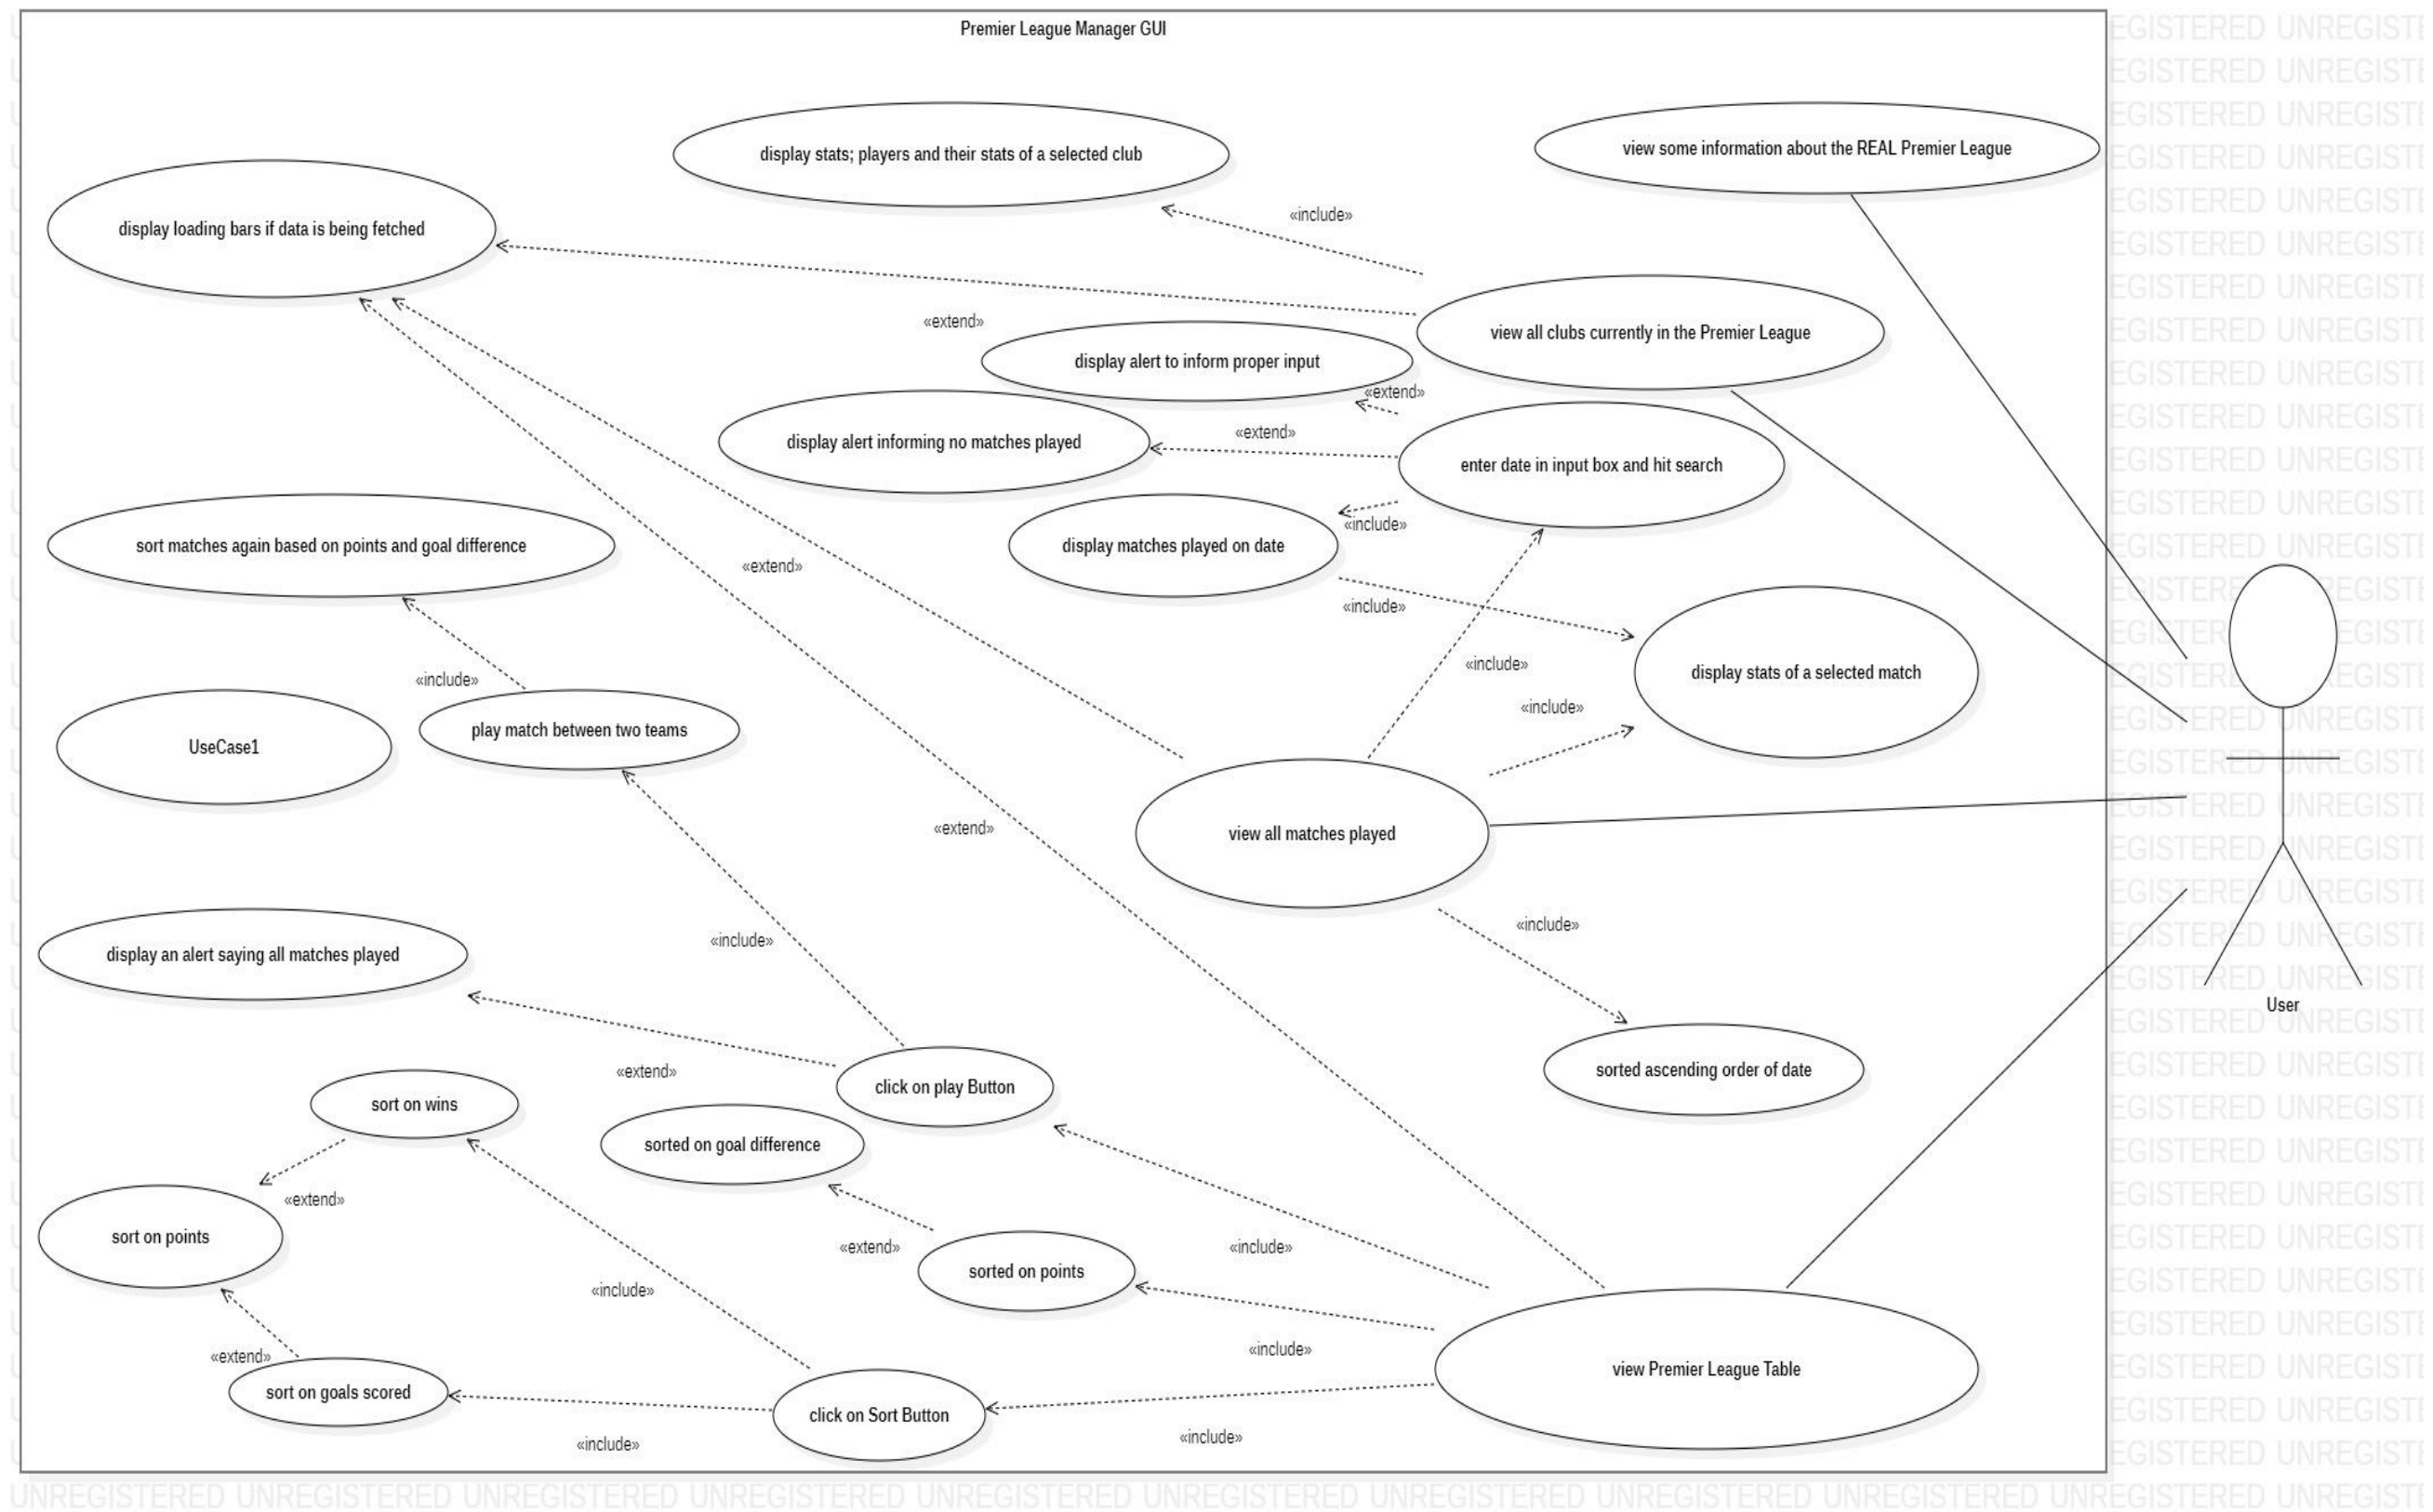 Premier League Manager GUI
display stats; players and their stats of a selected club
view some information about the REAL Premier League
display loading bars if data is being fetched
«include»
«extend»
view all clubs currently in the Premier League
display alert to inform proper input
«extend»
display alert informing no matches played
«extend»
enter date in input box and hit search
«include»
sort matches again based on points and goal difference
display matches played on date
«extend»
«include»
«include»
display stats of a selected match
«include»
«include»
play match between two teams
UseCase1
«extend»
view all matches played
«include»
«include»
display an alert saying all matches played
User
«extend»
click on play Button
sorted ascending order of date
sort on wins
sorted on goal difference
«extend»
sort on points
«extend»
«include»
sorted on points
«include»
«include»
«extend»
view Premier League Table
sort on goals scored
click on Sort Button
«include»
«include»
UNREGISTERED UNREGISTERED UNREGISTERED UNREGISTERED UNREGISTERED UNREGISTERED UNREGISTERED UNREGISTERED UNREGISTERED UNREGISTERED